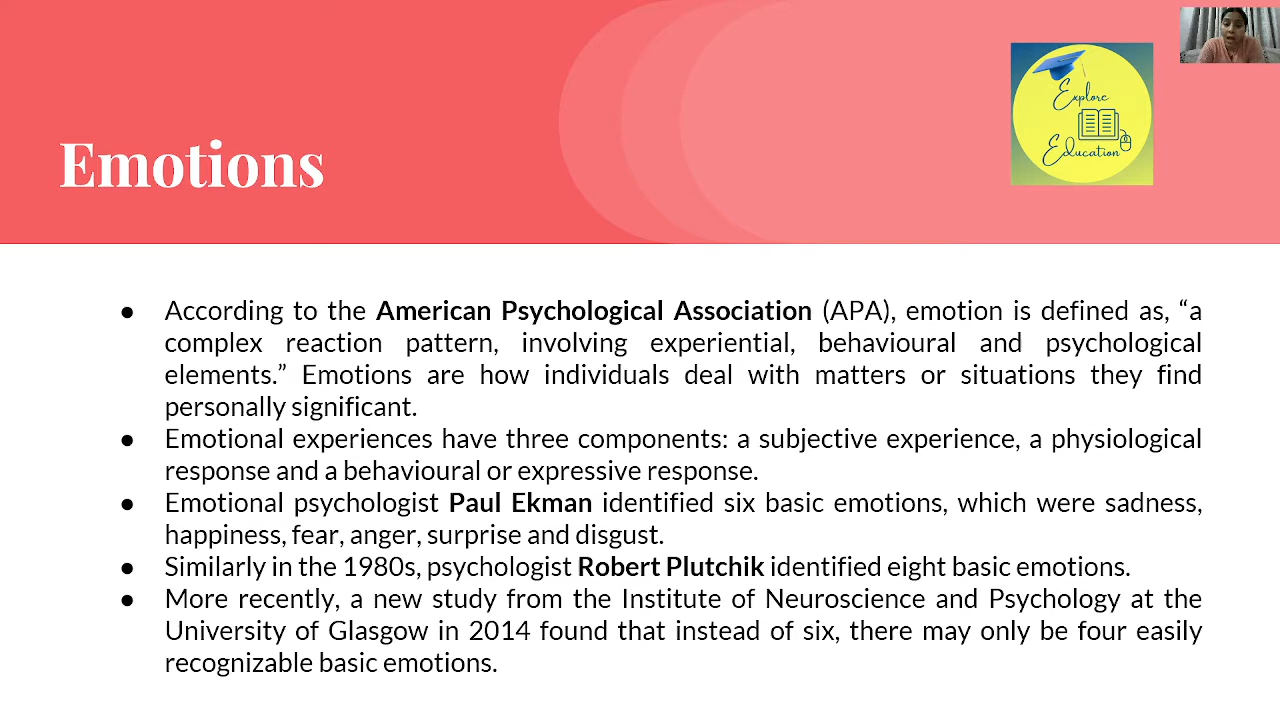 Explore
Education
Emotions
● According to the American Psychological Association (APA), emotion is defined as, “a
complex reaction pattern, involving experiential, behavioural and psychological
elements.” Emotions are how individuals deal with matters or situations they find
personally significant.
● Emotional experiences have three components: a subjective experience, a physiological
response and a behavioural or expressive response.
● Emotional psychologist Paul Ekman identified six basic emotions, which were sadness,
happiness, fear, anger, surprise and disgust.
● Similarly in the 1980s, psychologist Robert Plutchik identified eight basic emotions.
● More recently, a new study from the Institute of Neuroscience and Psychology at the
University of Glasgow in 2014 found that instead of six, there may only be four easily
recognizable basic emotions.